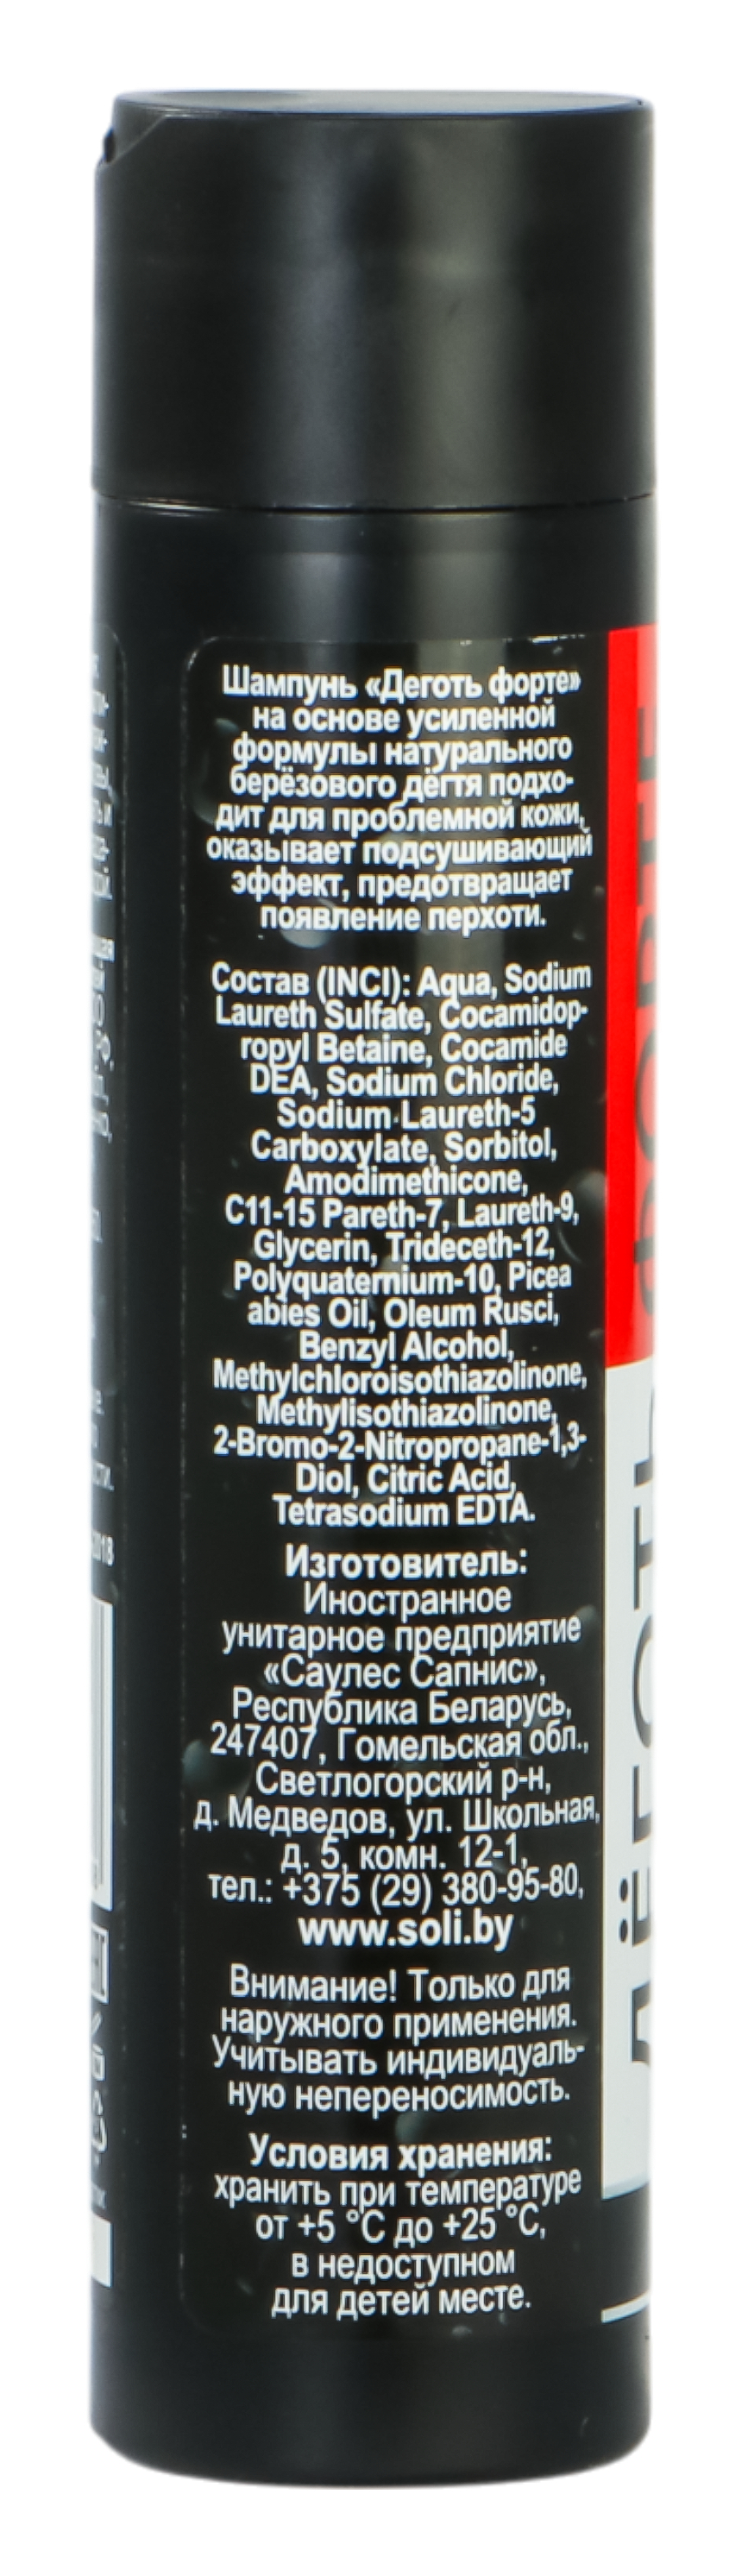 Шампунь «Деготь форте»
на основе усиленной
формулы натурального
берёзового дёгтя подхо-
дит для проблемной кожи,
оказывает подсушивающий
эффект, предотвращает
появление перхоти.
Состав (INCI): Aqua, Sodium
Laureth Sulfate, Cocamidop-
ropyl Betaine, Cocamide
DEA, Sodium Chloride,
Sodium Laureth-5
Carboxylate, Sorbitol,
Amodimethicone,
C11-15 Pareth-7, Laureth-9,
Glycerin, Trideceth-12,
Polyquaternium-10, Picea
abies Oil, Oleum Rusci,
Benzyl Alcohol,
Methylchloroisothiazolinone,
Methylisothiazolinone,
2-Bromo-2-Nitropropane-1,3-
Diol, Citric Acid,
Tetrasodium EDTA.
Изготовитель:
Иностранное
унитарное предприятие
«Саулес Сапнис»,
Республика Беларусь,
247407, Гомельская обл.,
Светлогорский р-н,
д. Медведов, ул. Школьная,
д. 5, комн. 12-1,
тел.: +375 (29) 380-95-80,
www.soli.by
Внимание! Только для
наружного применения.
Учитывать индивидуаль-
ную непереносимость.
Условия хранения:
хранить при температуре
от +5 °C до +25 °C,
в недоступном
для детей месте.
ДЁГОТЬ ФОРТЕ